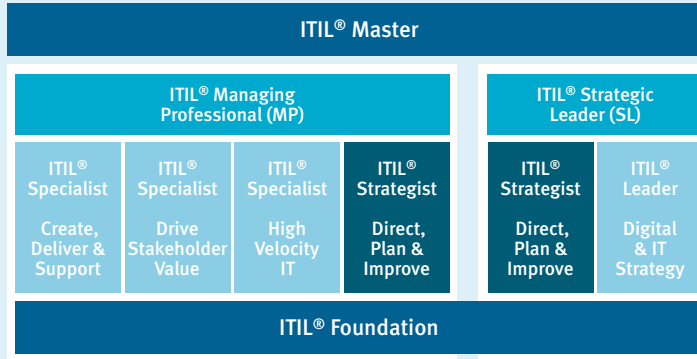 ITIL® Master
ITIL® Managing
Professional (MP)
ITIL® Strategic
Leader (SL)
ITIL®
Specialist
Create,
Deliver &
Support
ITIL®
Specialist
Drive
Stakeholder
Value
ITIL®
Specialist
High
Velocity
IT
ITIL®
Strategist
Direct,
Plan &
Improve
ITIL®
Strategist
Direct,
Plan &
Improve
ITIL®
Leader
Digital
& IT
Strategy
ITIL® Foundation